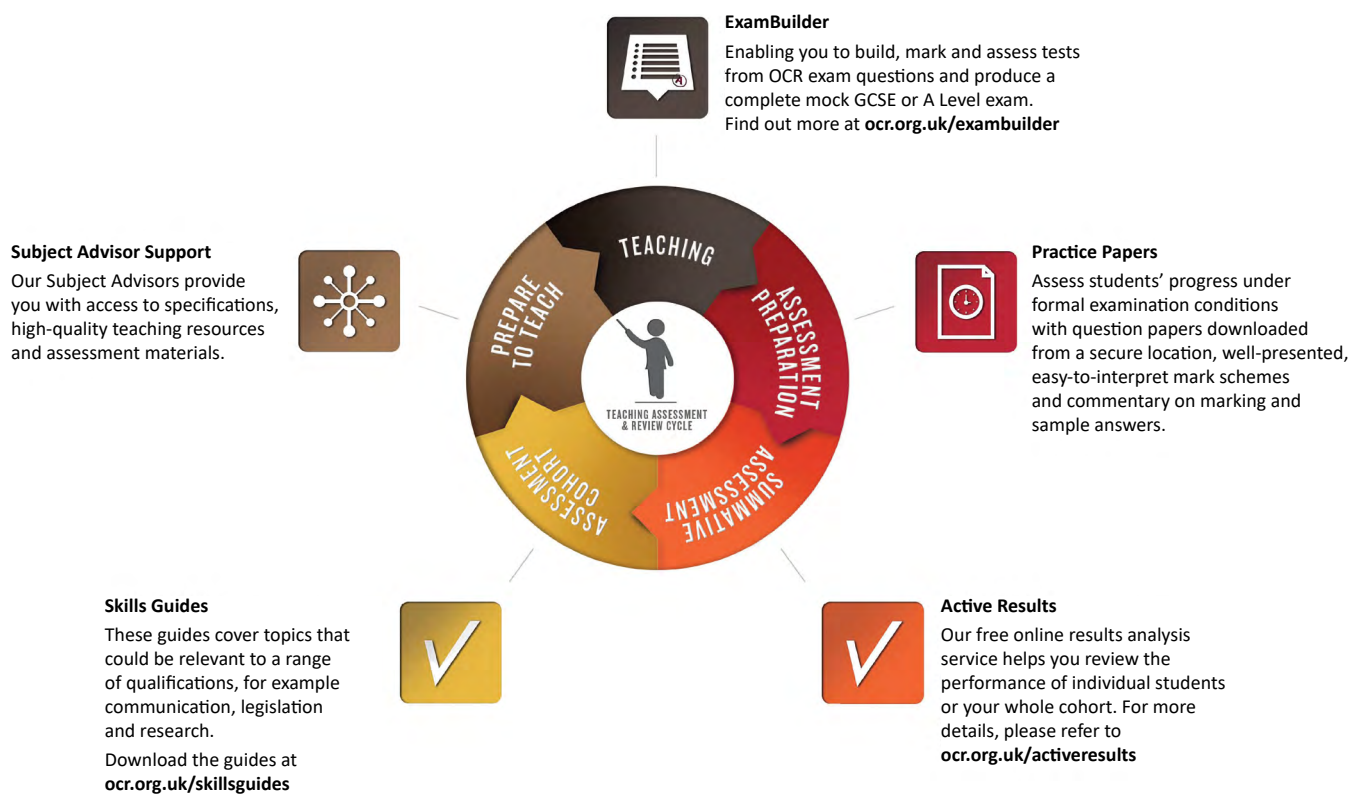 ExamBuilder
Enabling you to build, mark and assess tests
from OCR exam questions and produce a
complete mock GCSE or A Level exam.
Find out more at ocr.org.uk/exambuilder
Subject Advisor Support
Our Subject Advisors provide
you with access to specifications,
high-quality teaching resources
and assessment materials.
A
TEACHING
PREPARE
TO TEACH
ASSESSMENT
PREPARATION
TEACHING ASSESSMENT
& REVIEW CYCLE
ASSESSMENT
COHORT
SUMMATIVE
ASSESSMENT
Practice Papers
Assess students’ progress under
formal examination conditions
with question papers downloaded
from a secure location, well-presented,
easy-to-interpret mark schemes
and commentary on marking and
sample answers.
Skills Guides
These guides cover topics that
could be relevant to a range
of qualifications, for example
communication, legislation
and research.
Download the guides at
ocr.org.uk/skillsguides
Active Results
Our free online results analysis
service helps you review the
performance of individual students
or your whole cohort. For more
details, please refer to
ocr.org.uk/activeresults